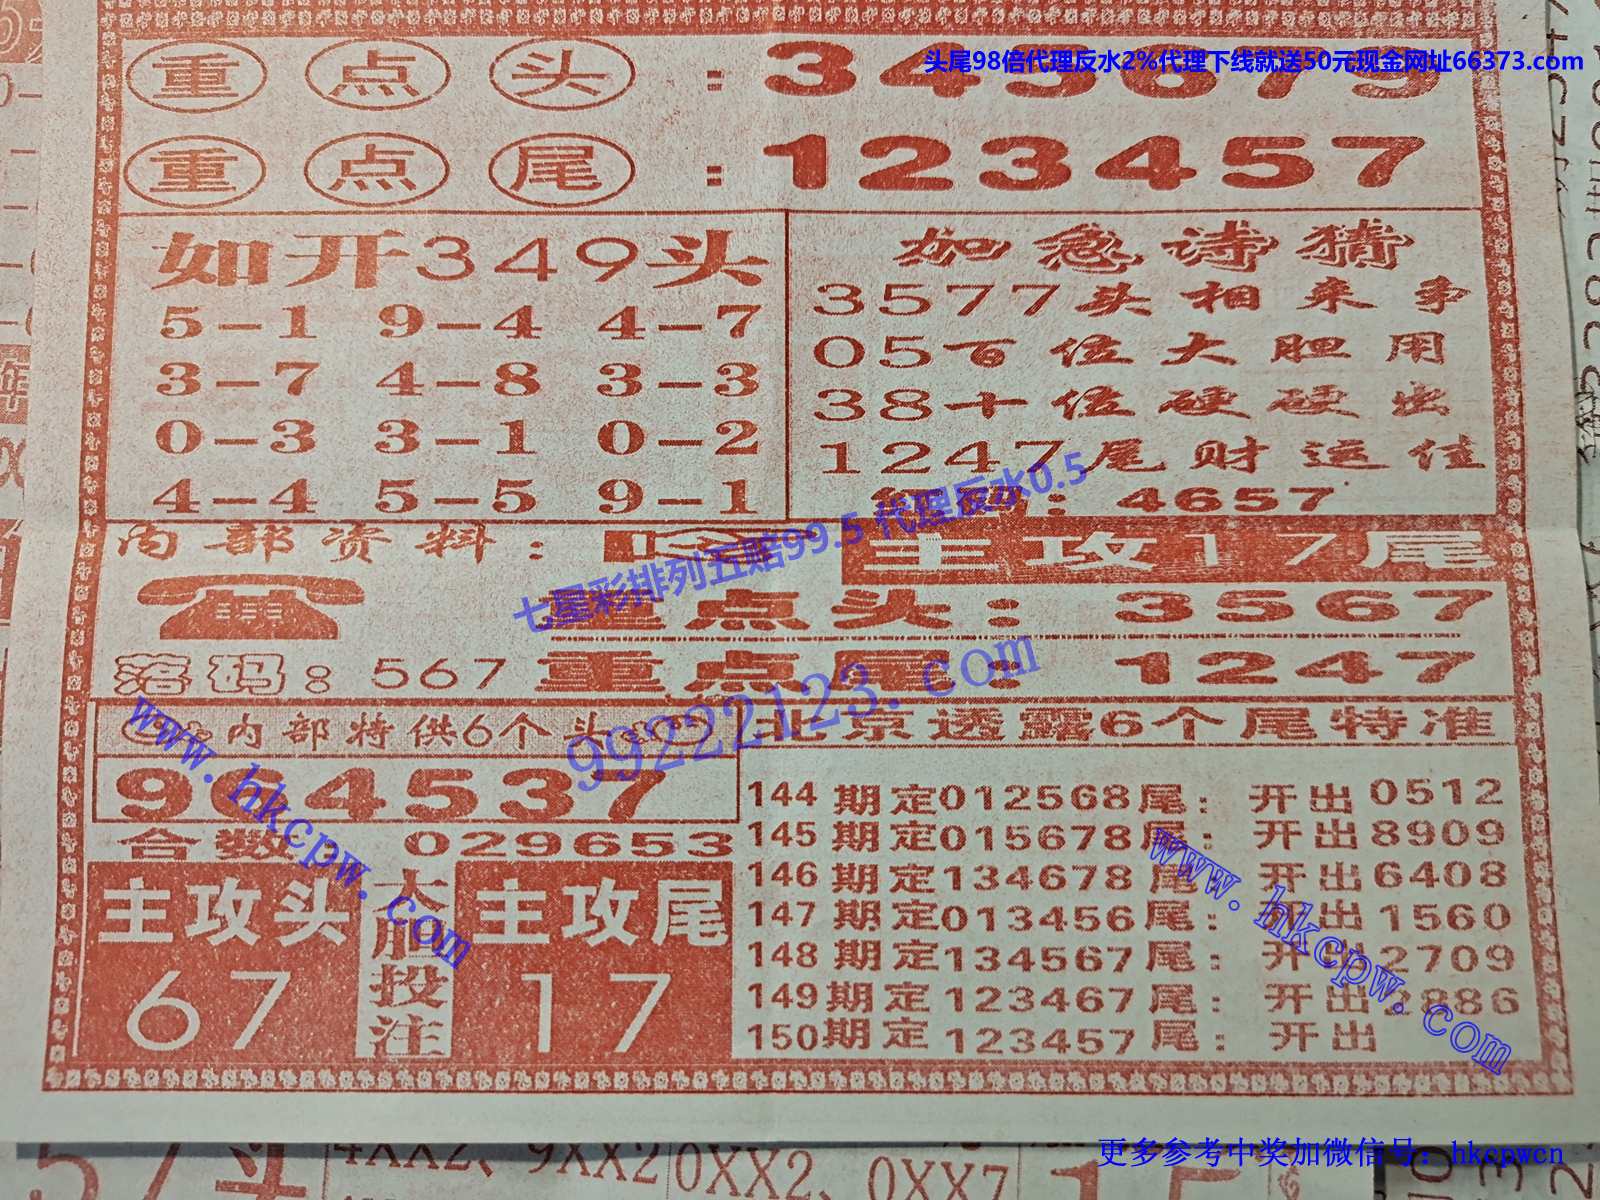 头尾98倍代理反水2%代理下线就送50元现金网址66373.com
重点头：345679
重点尾：123457
如开349头
5-1 9-4 4-7
3-7 4-8 3-3
0-3 3-1 0-2
4-4 5-5 9-1
加急诗猜
3577头相来争
05百位大胆用
38十位硬硬出
1247尾财运佳
4657
内部资料：
主攻17尾
七星彩排列五赔99.5 代理反水0.5
重点头：3567
落码：567
重点尾：1247
99222123.com
内部特供6个头
964537
合数：029653
主攻头
67
大胆投注
主攻尾
17
北京透露6个尾特准
144期定012568尾：开出0512
145期定015678尾：开出8909
146期定134678尾：开出6408
147期定013456尾：开出1560
148期定134567尾：开出2709
149期定123467尾：开出2886
150期定123457尾：开出
www.hkcpw.com
www.hkcpw.com
57头
4XX2、9XX2
0XX2、0XX7
更多参考中奖加微信号：hkcpwcn